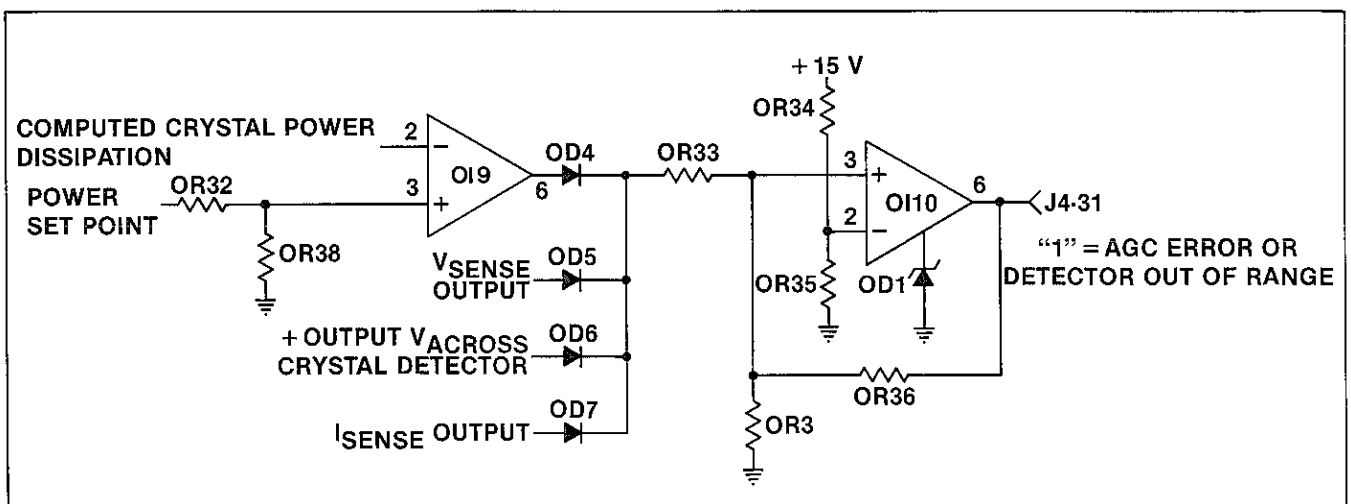 + 15 V
OR34
COMPUTED CRYSTAL POWER
DISSIPATION
2
OI9
OD4
6
OR33
3
OI10
6
J4-31
POWER
SET POINT
OR32
3
2
"1" = AGC ERROR OR
DETECTOR OUT OF RANGE
OR38
VSENSE
OUTPUT
OD5
OR35
OD1
+ OUTPUT VACROSS
CRYSTAL DETECTOR
OD6
OR36
ISENSE OUTPUT
OD7
OR3